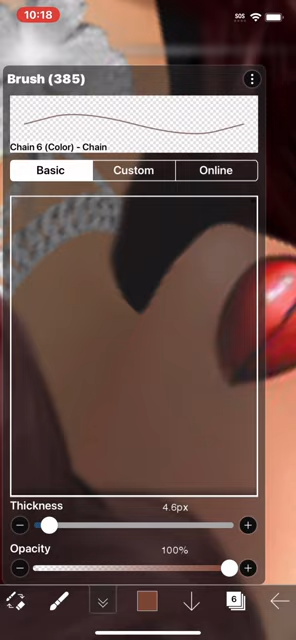 10:18
SOS
Brush (385)
Chain 6 (Color) - Chain
Basic Custom Online
Thickness 4.6px
Opacity 100%
6